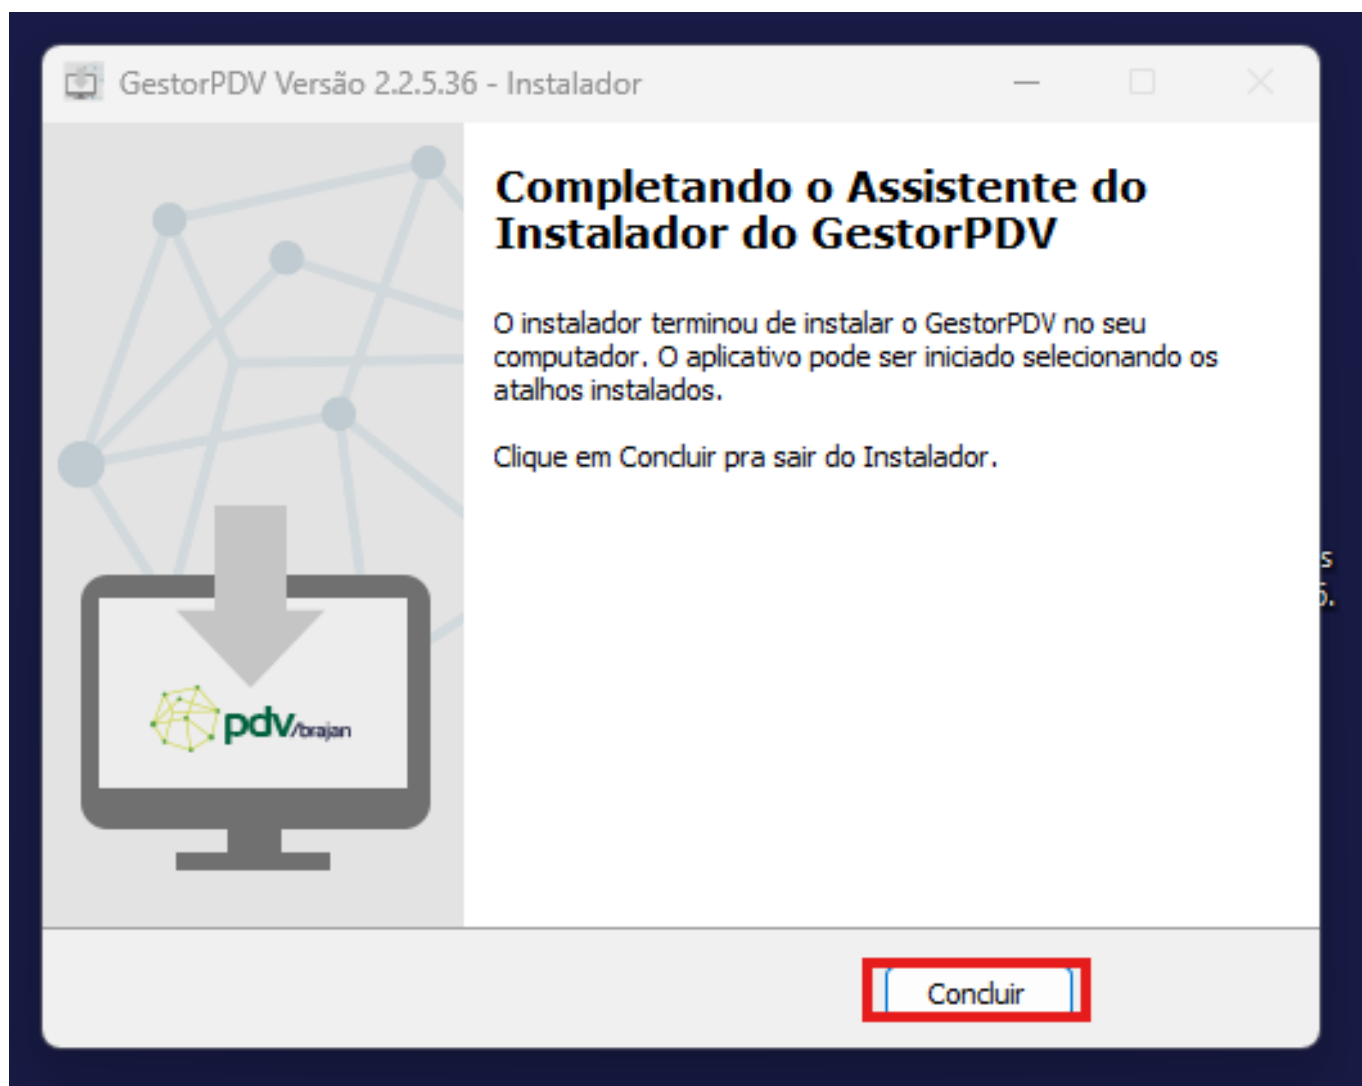 GestorPDV Versão 2.2.5.36 - Instalador
Completando o Assistente do
Instalador do GestorPDV
O instalador terminou de instalar o GestorPDV no seu
computador. O aplicativo pode ser iniciado selecionando os
atalhos instalados.
Clique em Concluir pra sair do Instalador.
s
pdv/brajan
Concluir